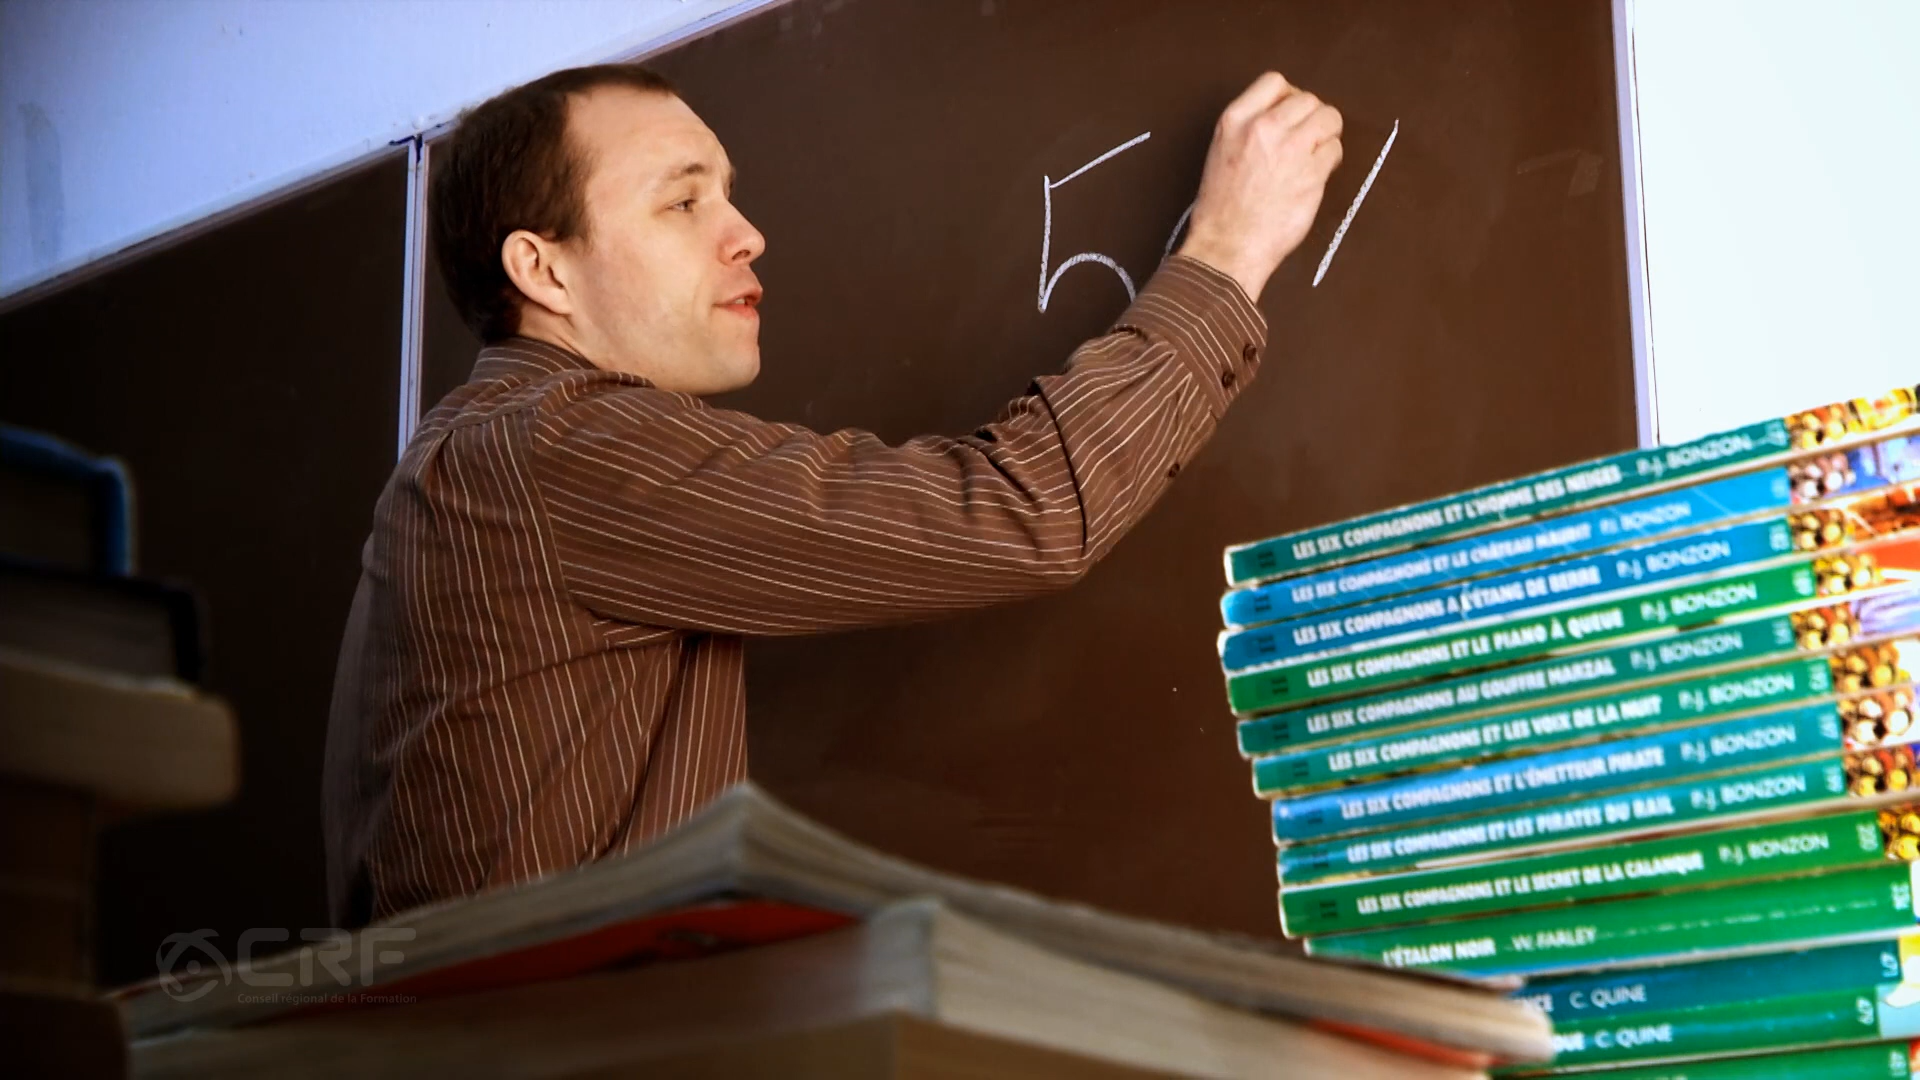 5
/
LES SIX COMPAGNONS ET L'HOMME DES NEIGES P.-J. BONZON
LES SIX COMPAGNONS ET LE CHÂTEAU MAUDIT P.-J. BONZON
LES SIX COMPAGNONS A L'ÉTANG DE BERRE P.-J. BONZON
LES SIX COMPAGNONS ET LE PIANO À QUEUE P.-J. BONZON
LES SIX COMPAGNONS AU GOUFFRE MARZAL P.-J. BONZON
LES SIX COMPAGNONS ET LES VOIX DE LA NUIT P.-J. BONZON
LES SIX COMPAGNONS ET L'ÉMETTEUR PIRATE P.-J. BONZON
LES SIX COMPAGNONS ET LES PIRATES DU RAIL P.-J. BONZON
LES SIX COMPAGNONS ET LE SECRET DE LA CALANQUE P.-J. BONZON
L'ÉTALON NOIR W. FARLEY
C. QUINE
C. QUINE
CRF
Conseil régional de la Formation